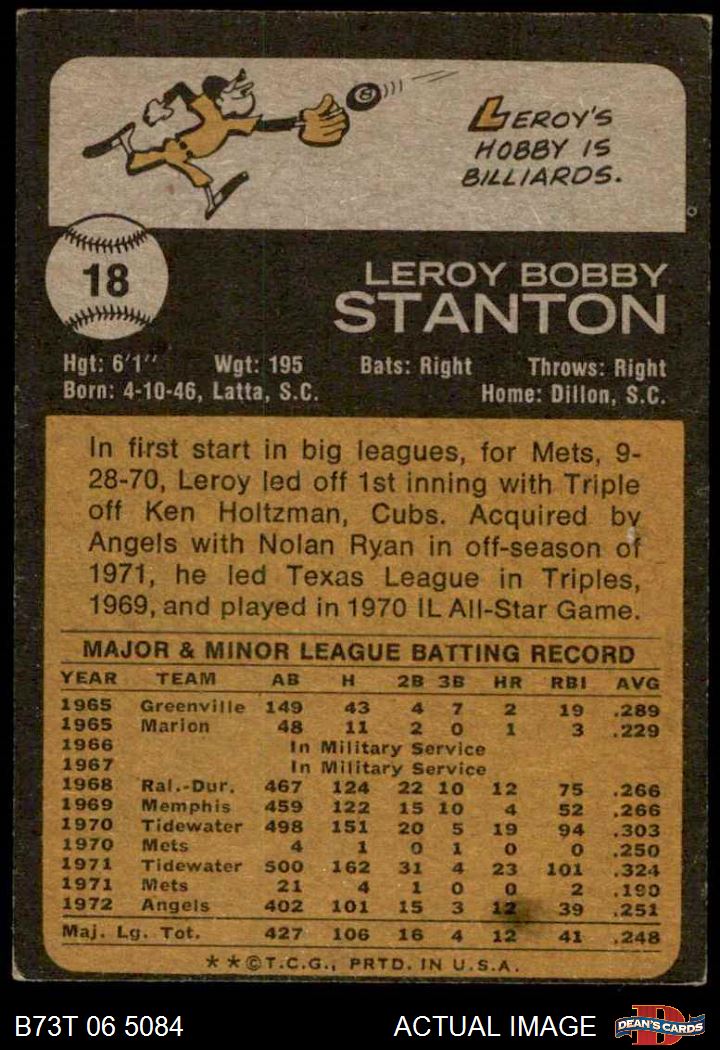 8
LEROY'S
HOBBY IS
BILLIARDS.
18
LEROY BOBBY
STANTON
Hgt: 6'1" Wgt: 195 Bats: Right Throws: Right
Born: 4-10-46, Latta, S.C. Home: Dillon, S.C.
In first start in big leagues, for Mets, 9-
28-70, Leroy led off 1st inning with Triple
off Ken Holtzman, Cubs. Acquired by
Angels with Nolan Ryan in off-season of
1971, he led Texas League in Triples,
1969, and played in 1970 IL All-Star Game.
MAJOR & MINOR LEAGUE BATTING RECORD
YEAR TEAM AB H 2B 3B HR RBI AVG
1965 Greenville 149 43 4 7 2 19 .289
1965 Marion 48 11 2 0 1 3 .229
1966 In Military Service
1967 In Military Service
1968 Ral.-Dur. 467 124 22 10 12 75 .266
1969 Memphis 459 122 15 10 4 52 .266
1970 Tidewater 498 151 20 5 19 94 .303
1970 Mets 4 1 0 1 0 0 .250
1971 Tidewater 500 162 31 4 23 101 .324
1971 Mets 21 4 1 0 0 2 .190
1972 Angels 402 101 15 3 12 39 .251
Maj. Lg. Tot. 427 106 16 4 12 41 .248
* * © T.C.G., PRTD. IN U.S.A.
B73T 06 5084 ACTUAL IMAGE
D
DEAN'S CARDS